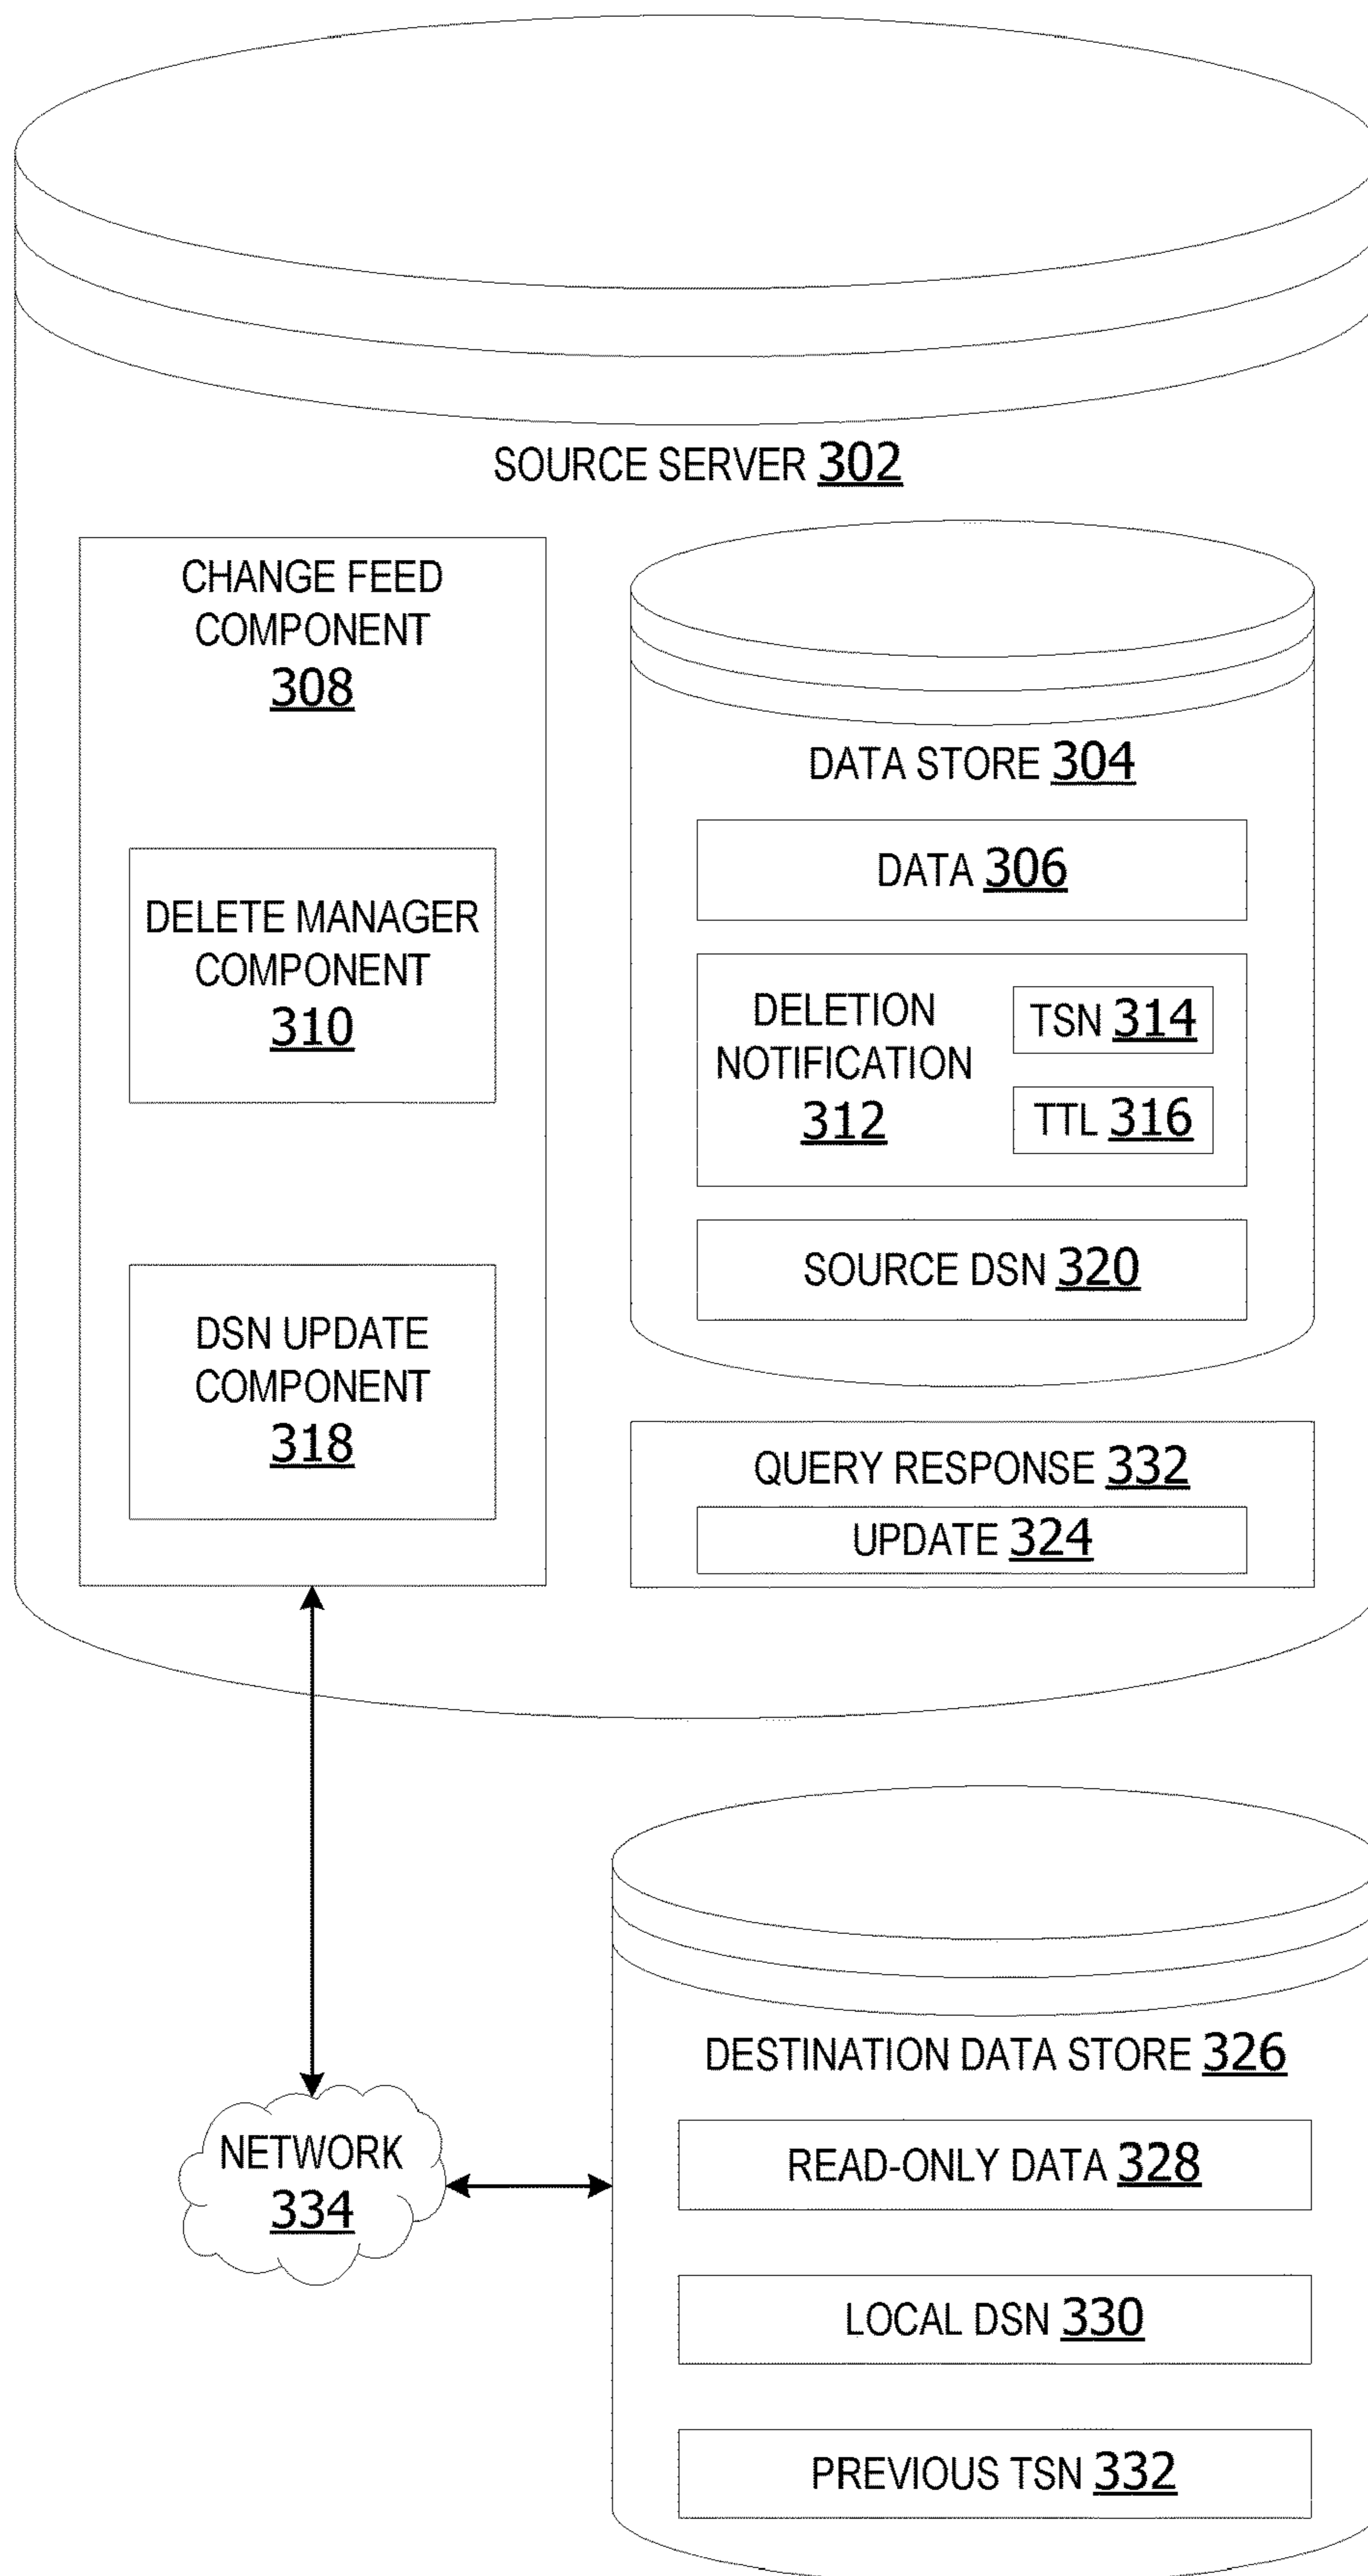 SOURCE SERVER 302
CHANGE FEED
COMPONENT
308
DELETE MANAGER
COMPONENT
310
DSN UPDATE
COMPONENT
318
DATA STORE 304
DATA 306
DELETION
NOTIFICATION
312
TSN 314
TTL 316
SOURCE DSN 320
QUERY RESPONSE 332
UPDATE 324
NETWORK
334
DESTINATION DATA STORE 326
READ-ONLY DATA 328
LOCAL DSN 330
PREVIOUS TSN 332